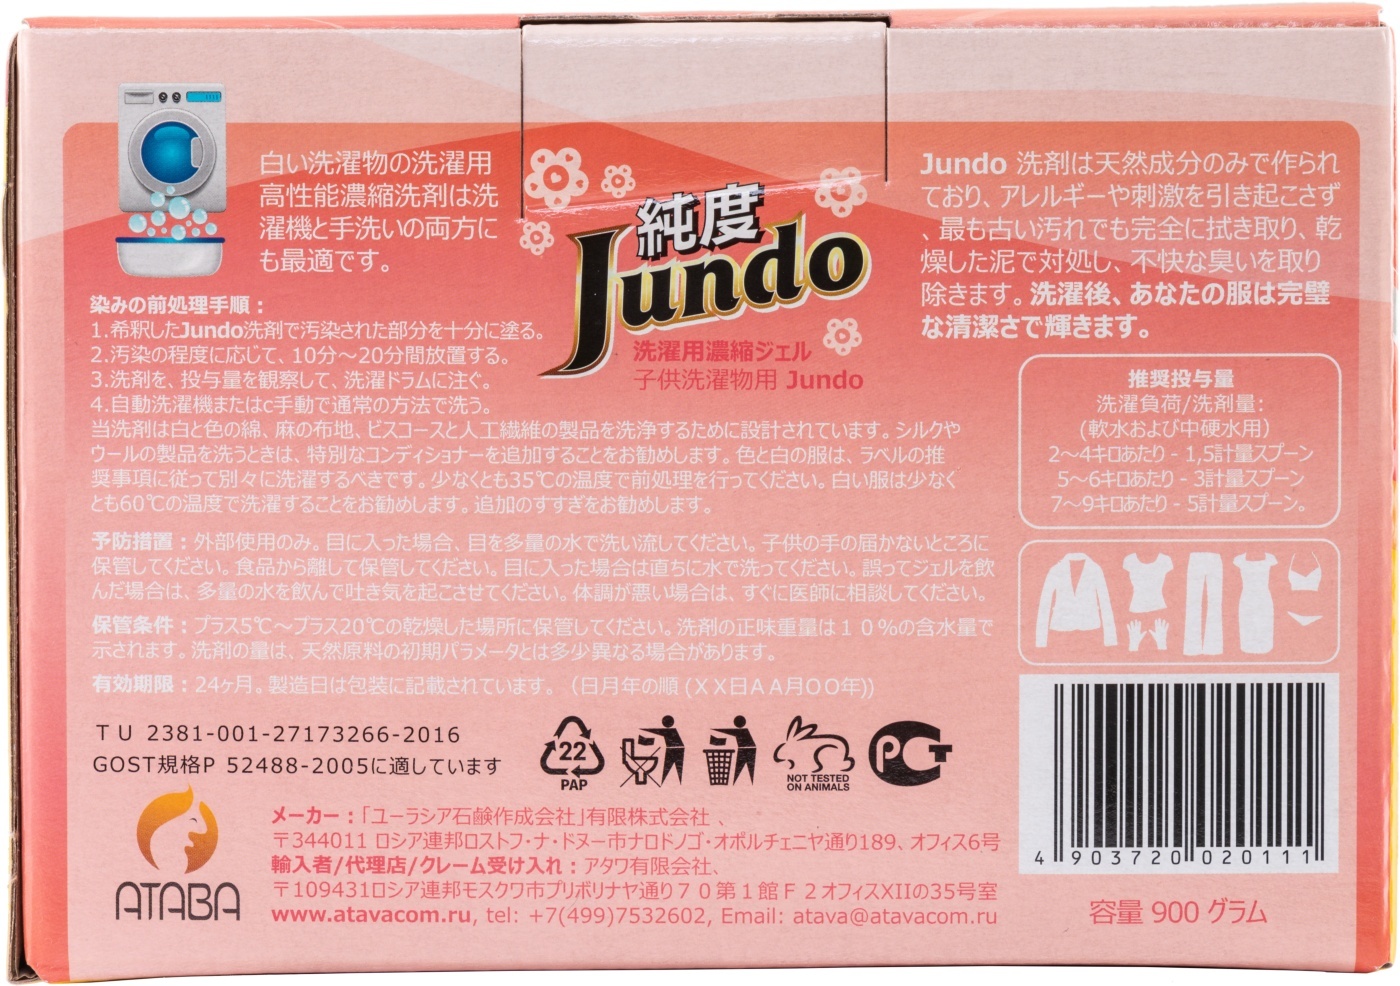 白い洗濯物の洗濯用
高性能濃縮洗剤は洗
濯機と手洗いの両方に
も最適です。
純度
Jundo
洗濯用濃縮ジェル
子供洗濯物用 Jundo
Jundo 洗剤は天然成分のみで作られ
ており、アレルギーや刺激を引き起こさず
、最も古い汚れでも完全に拭き取り、乾
燥した泥で対処し、不快な臭いを取り
除きます。洗濯後、あなたの服は完璧
な清潔さで輝きます。
染みの前処理手順：
1.希釈したJundo洗剤で汚染された部分を十分に塗る。
2.汚染の程度に応じて、10分～20分間放置する。
3.洗剤を、投与量を観察して、洗濯ドラムに注ぐ。
4.自動洗濯機またはc手動で通常の方法で洗う。
当洗剤は白と色の綿、麻の布地、ビスコースと人工繊維の製品を洗浄するために設計されています。シルクや
ウールの製品を洗うときは、特別なコンディショナーを追加することをお勧めします。色と白の服は、ラベルの推
奨事項に従って別々に洗濯するべきです。少なくとも35℃の温度で前処理を行ってください。白い服は少なく
とも60℃の温度で洗濯することをお勧めします。追加のすすぎをお勧めします。
推奨投与量
洗濯負荷/洗剤量:
(軟水および中硬水用)
2～4キロあたり - 1,5計量スプーン
5～6キロあたり - 3計量スプーン
7～9キロあたり - 5計量スプーン。
予防措置：外部使用のみ。目に入った場合、目を多量の水で洗い流してください。子供の手の届かないところに
保管してください。食品から離して保管してください。目に入った場合は直ちに水で洗ってください。誤ってジェルを飲
んだ場合は、多量の水を飲んで吐き気を起こさせてください。体調が悪い場合は、すぐに医師に相談してください。
保管条件：プラス5℃～プラス20℃の乾燥した場所に保管してください。洗剤の正味重量は１０％の含水量で
示されます。洗剤の量は、天然原料の初期パラメータとは多少異なる場合があります。
有効期限：24ヶ月。製造日は包装に記載されています。（日月年の順 (ＸＸ日ＡＡ月ＯＯ年))
ＴＵ 2381-001-27173266-2016
GOST規格P 52488-2005に適しています
22
PAP
NOT TESTED
ON ANIMALS
РСТ
メーカー：「ユーラシア石鹸作成会社」有限株式会社 、
〒344011 ロシア連邦ロストフ・ナ・ドヌー市ナロドノゴ・オポルチェニヤ通り189、オフィス6号
輸入者/代理店/クレーム受け入れ：アタワ有限会社、
〒109431ロシア連邦モスクワ市プリボリナヤ通り７０第１館Ｆ２オフィスXIIの35号室
www.atavacom.ru, tel: +7(499)7532602, Email: atava@atavacom.ru
АТАВА
4 903720 020111
容量 900 グラム